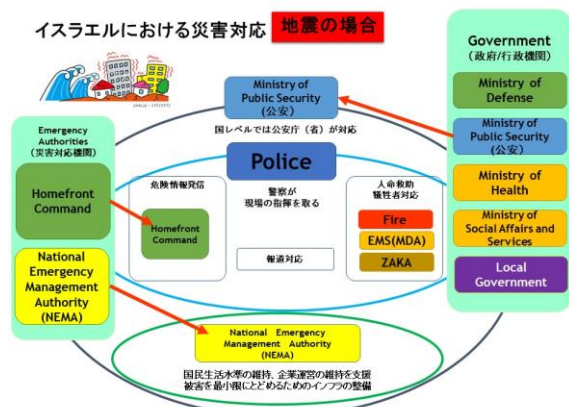 イスラエルにおける災害対応
地震の場合
Government
(政府/行政機関)
Ministry of
Defense
Ministry of
Public Security
(公安)
Ministry of
Health
Ministry of
Social Affairs and
Services
Local
Government
Ministry of
Public Security
(公安)
国レベルでは公安庁(省)が対応
Emergency
Authorities
(災害対応機関)
Homefront
Command
National
Emergency
Management
Authority
(NEMA)
Police
警察が
現場の指揮を取る
危険情報発信
Homefront
Command
報道対応
人命救助
犠牲者対応
Fire
EMS(MDA)
ZAKA
National Emergency
Management Authority
(NEMA)
国民生活水準の維持、企業運営の維持を支援
被害を最小限にとどめるためのインフラの整備